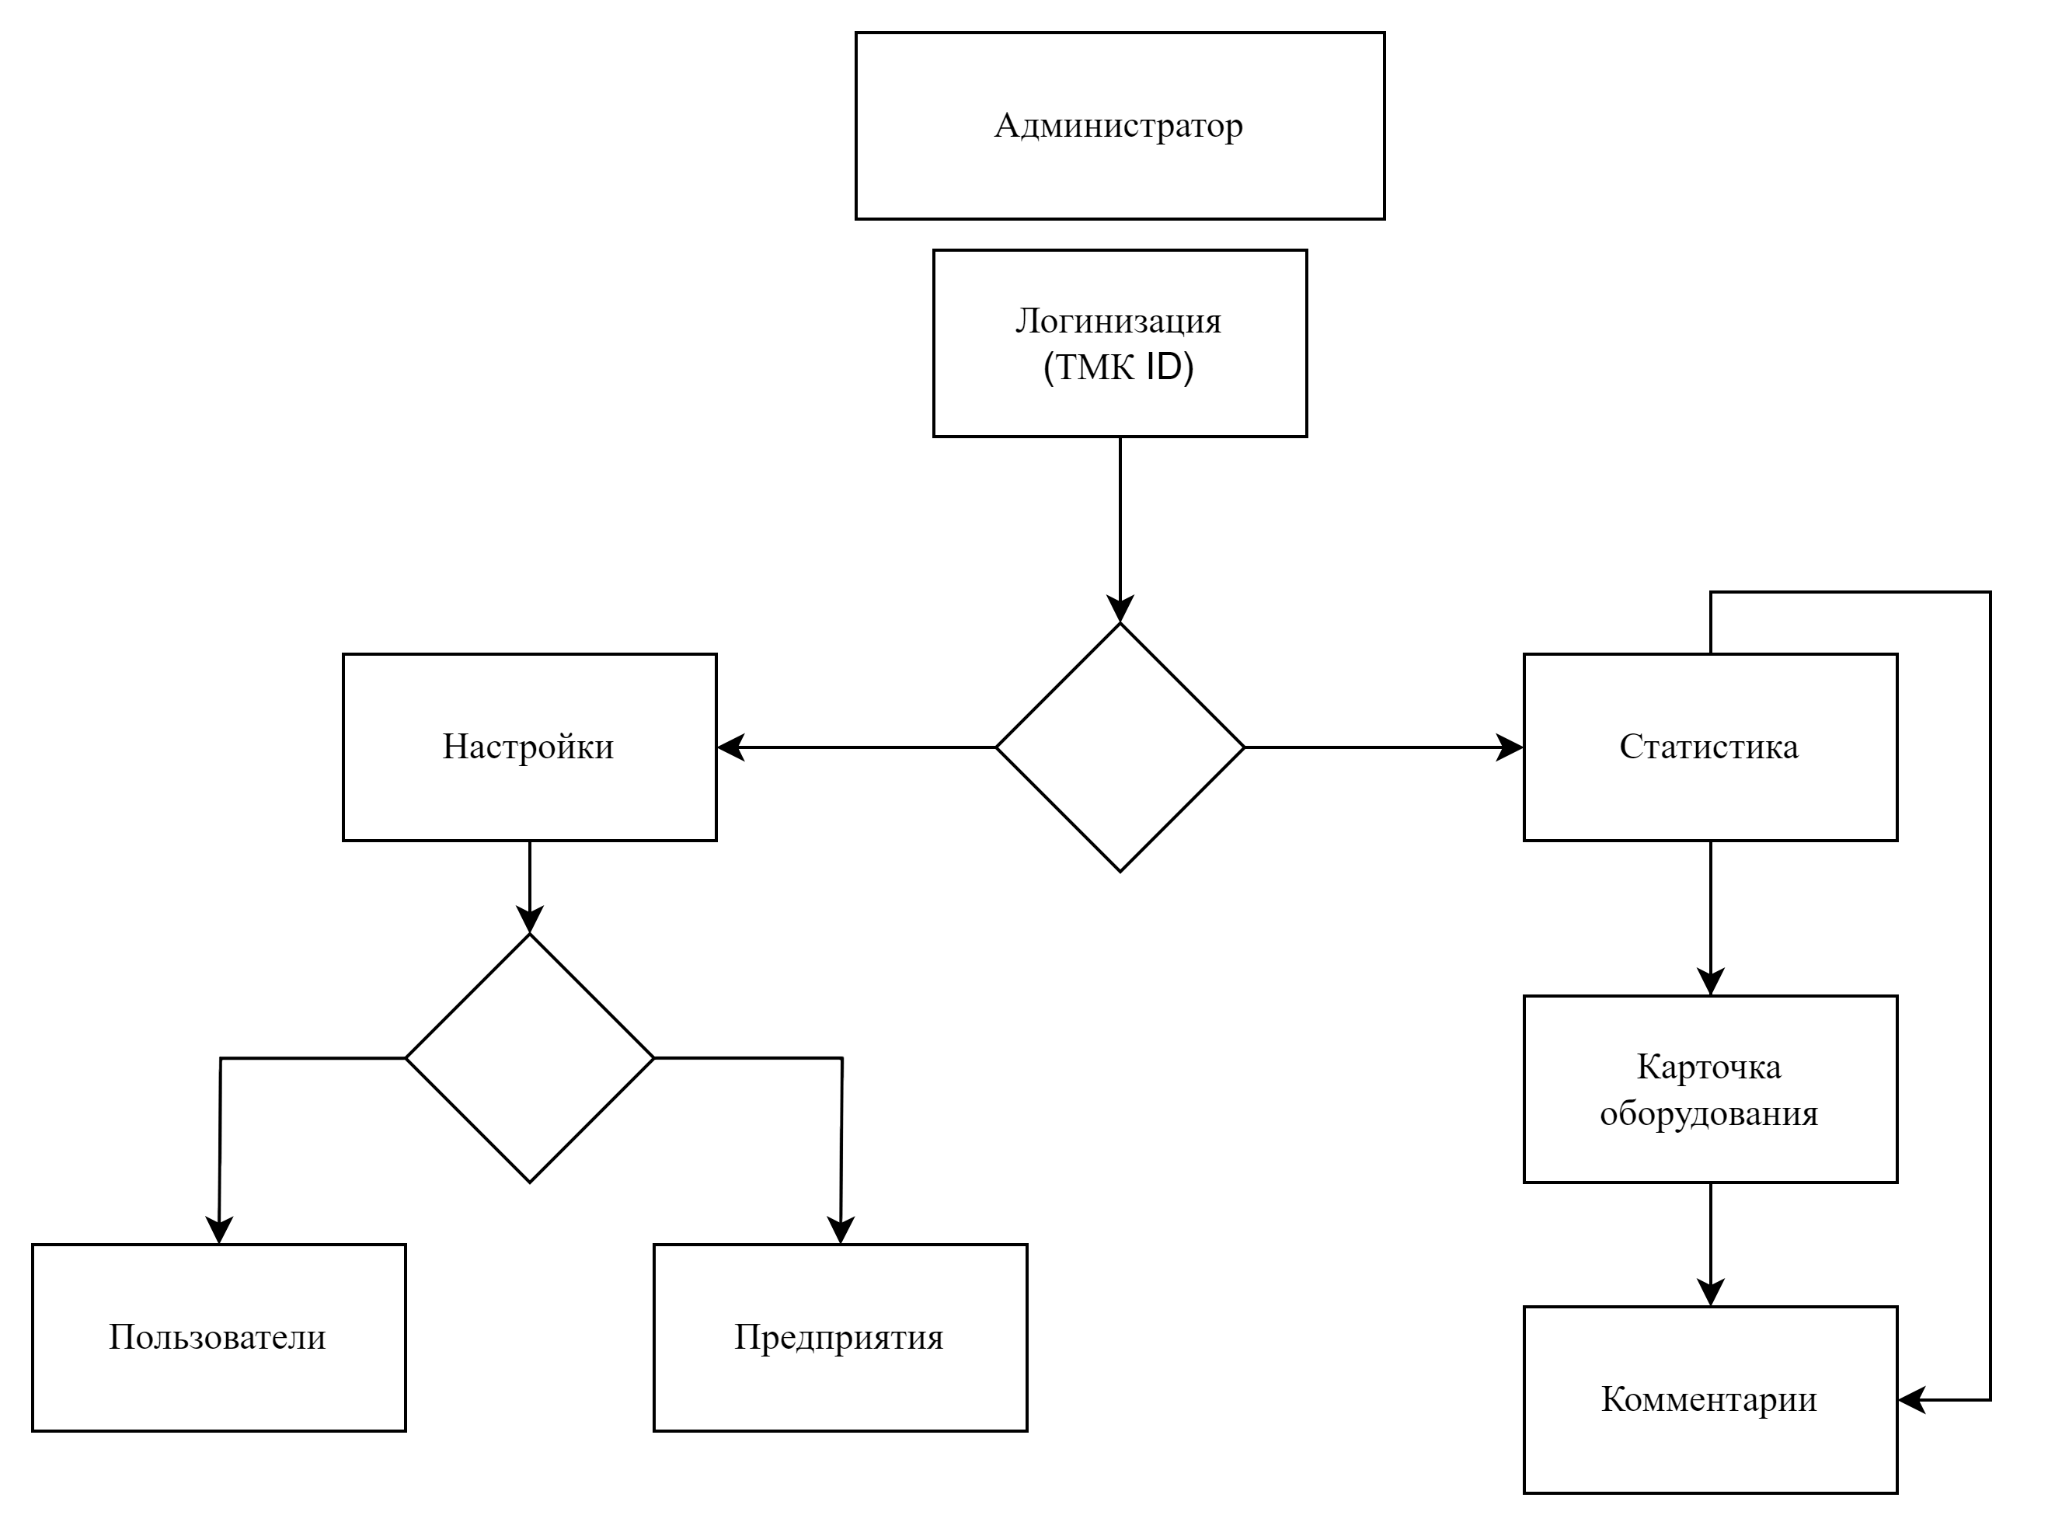 Администратор
Логинизация
(ТМК ID)
Настройки
Статистика
Карточка
оборудования
Пользователи
Предприятия
Комментарии